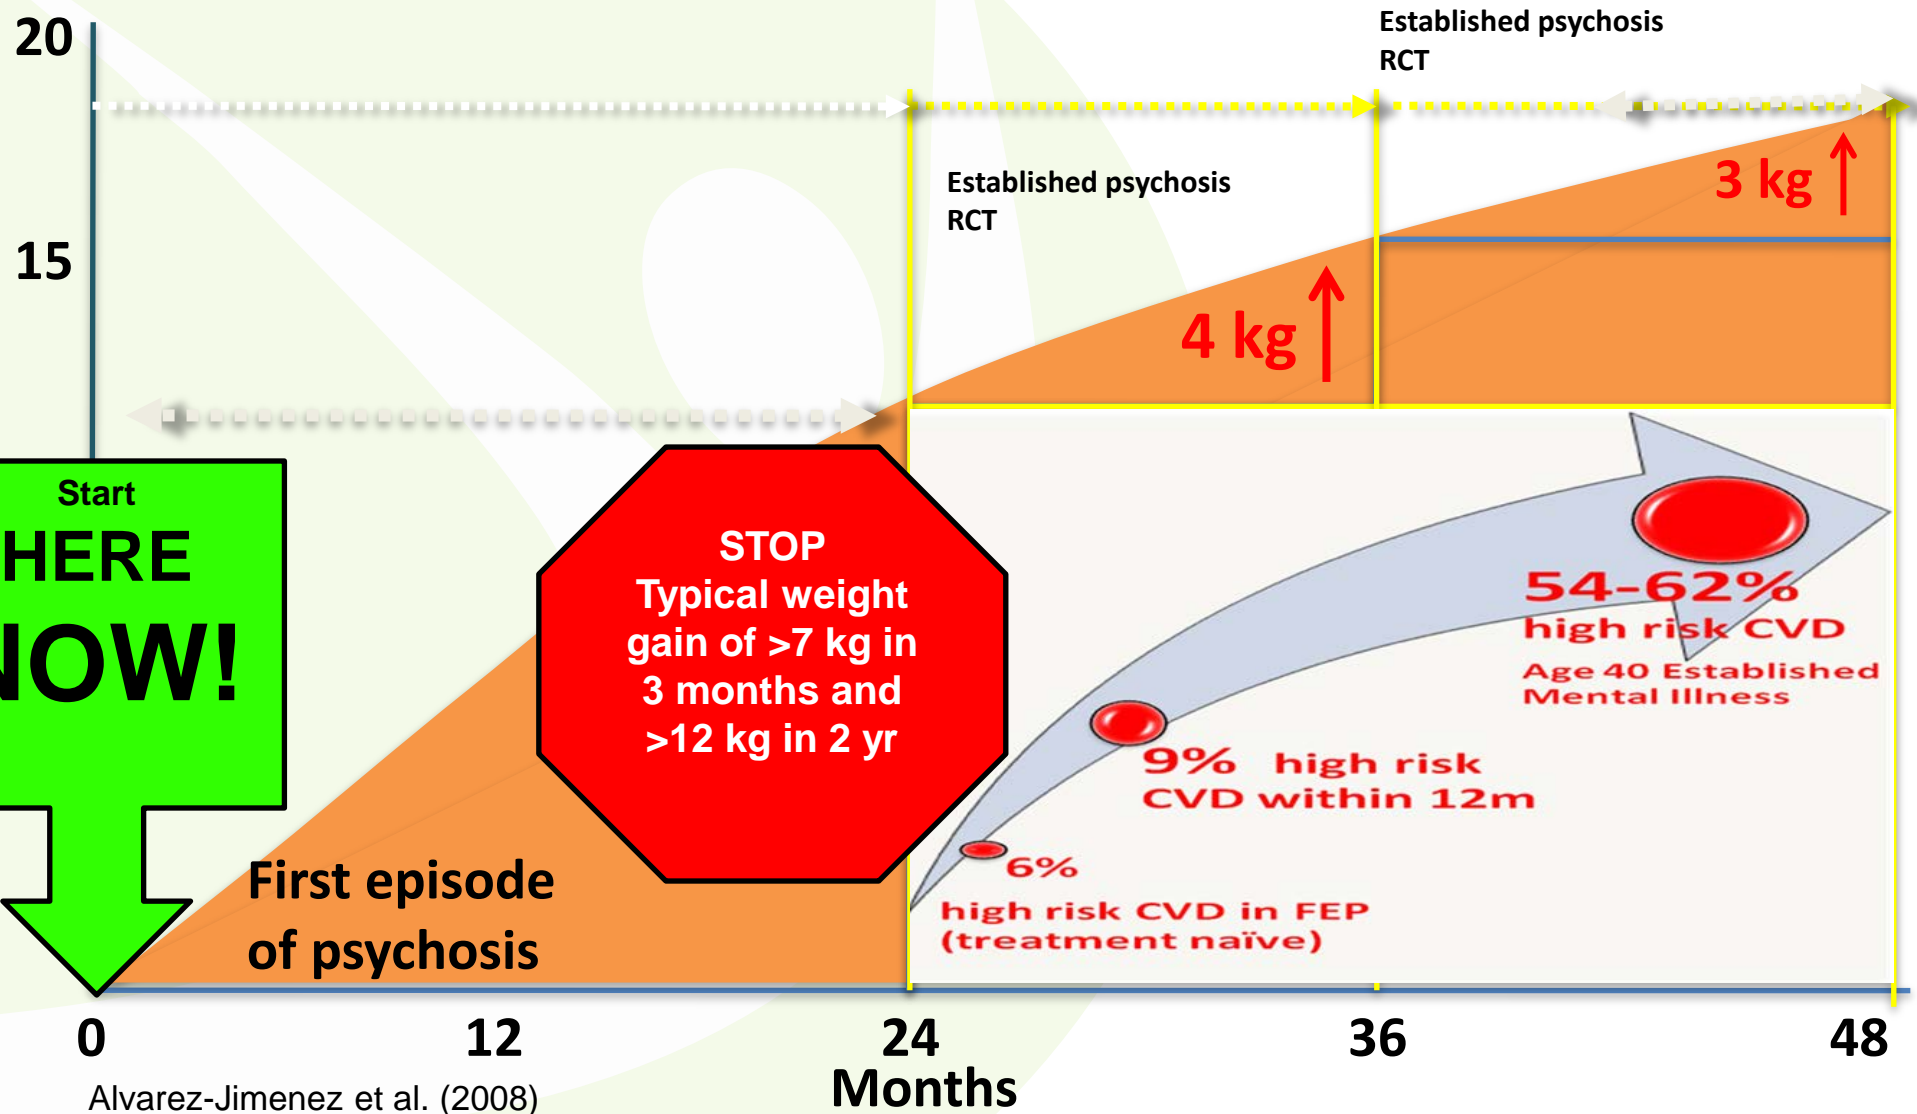 20
15
Established psychosis
RCT
Established psychosis
RCT
3 kg
4 kg
Start
HERE
NOW!
STOP
Typical weight
gain of >7 kg in
3 months and
>12 kg in 2 yr
First episode
of psychosis
54-62%
high risk CVD
Age 40 Established
Mental Illness
9% high risk
CVD within 12m
6%
high risk CVD in FEP
(treatment naïve)
0
12
24
36
48
Months
Alvarez-Jimenez et al. (2008)